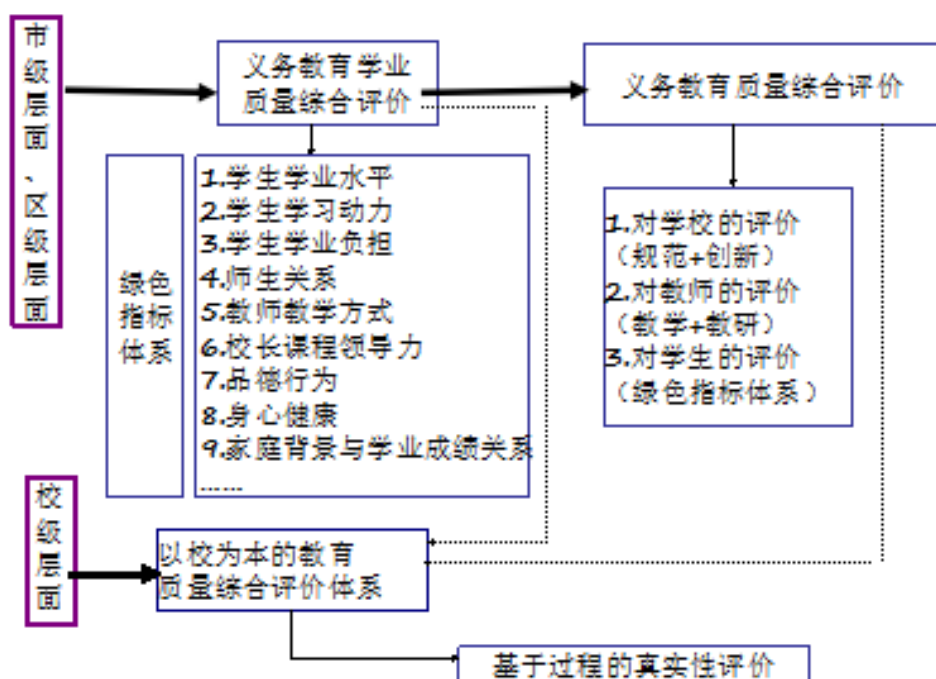 市级层面、区级层面
义务教育学业
质量综合评价
义务教育质量综合评价
绿色
指标
体系
1.学生学业水平
2.学生学习动力
3.学生学业负担
4.师生关系
5.教师教学方式
6.校长课程领导力
7.品德行为
8.身心健康
9.家庭背景与学业成绩关系
……
1.对学校的评价
（规范+创新）
2.对教师的评价
（教学+教研）
3.对学生的评价
（绿色指标体系）
校级层面
以校为本的教育
质量综合评价体系
基于过程的真实性评价